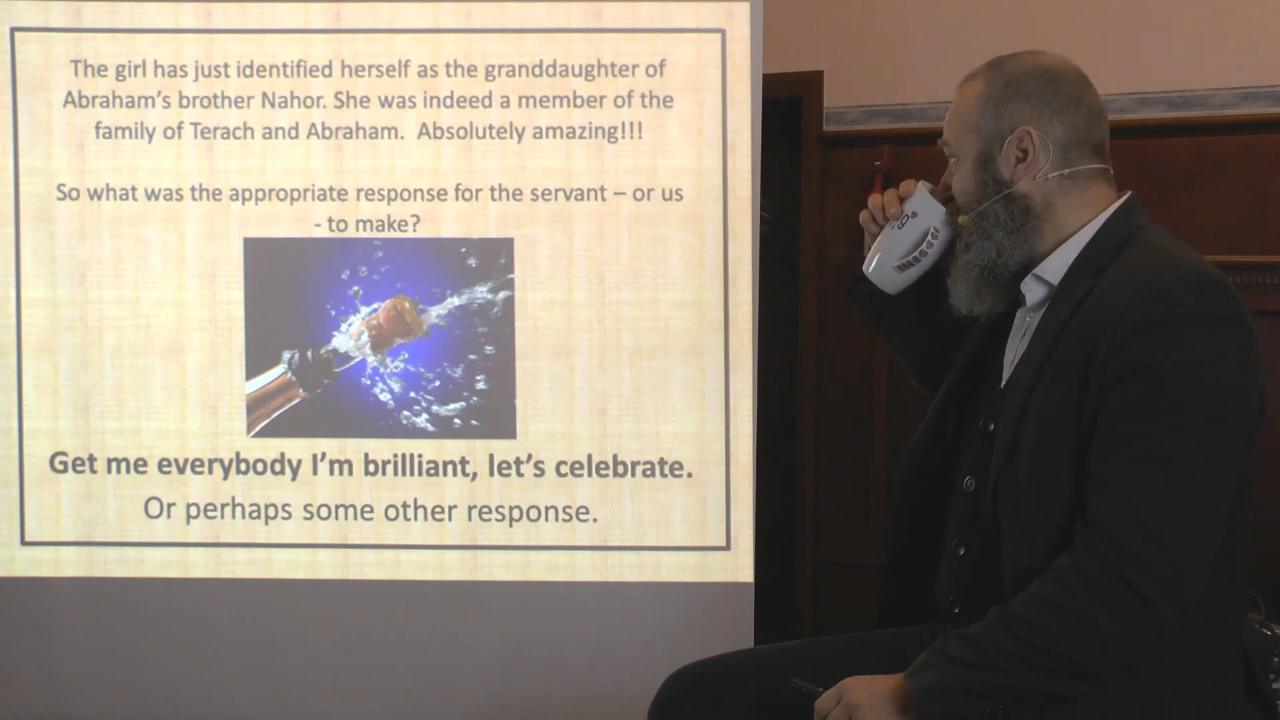 The girl has just identified herself as the granddaughter of
Abraham's brother Nahor. She was indeed a member of the
family of Terach and Abraham.  Absolutely amazing!!!
So what was the appropriate response for the servant – or us
- to make?
Get me everybody I'm brilliant, let's celebrate.
Or perhaps some other response.